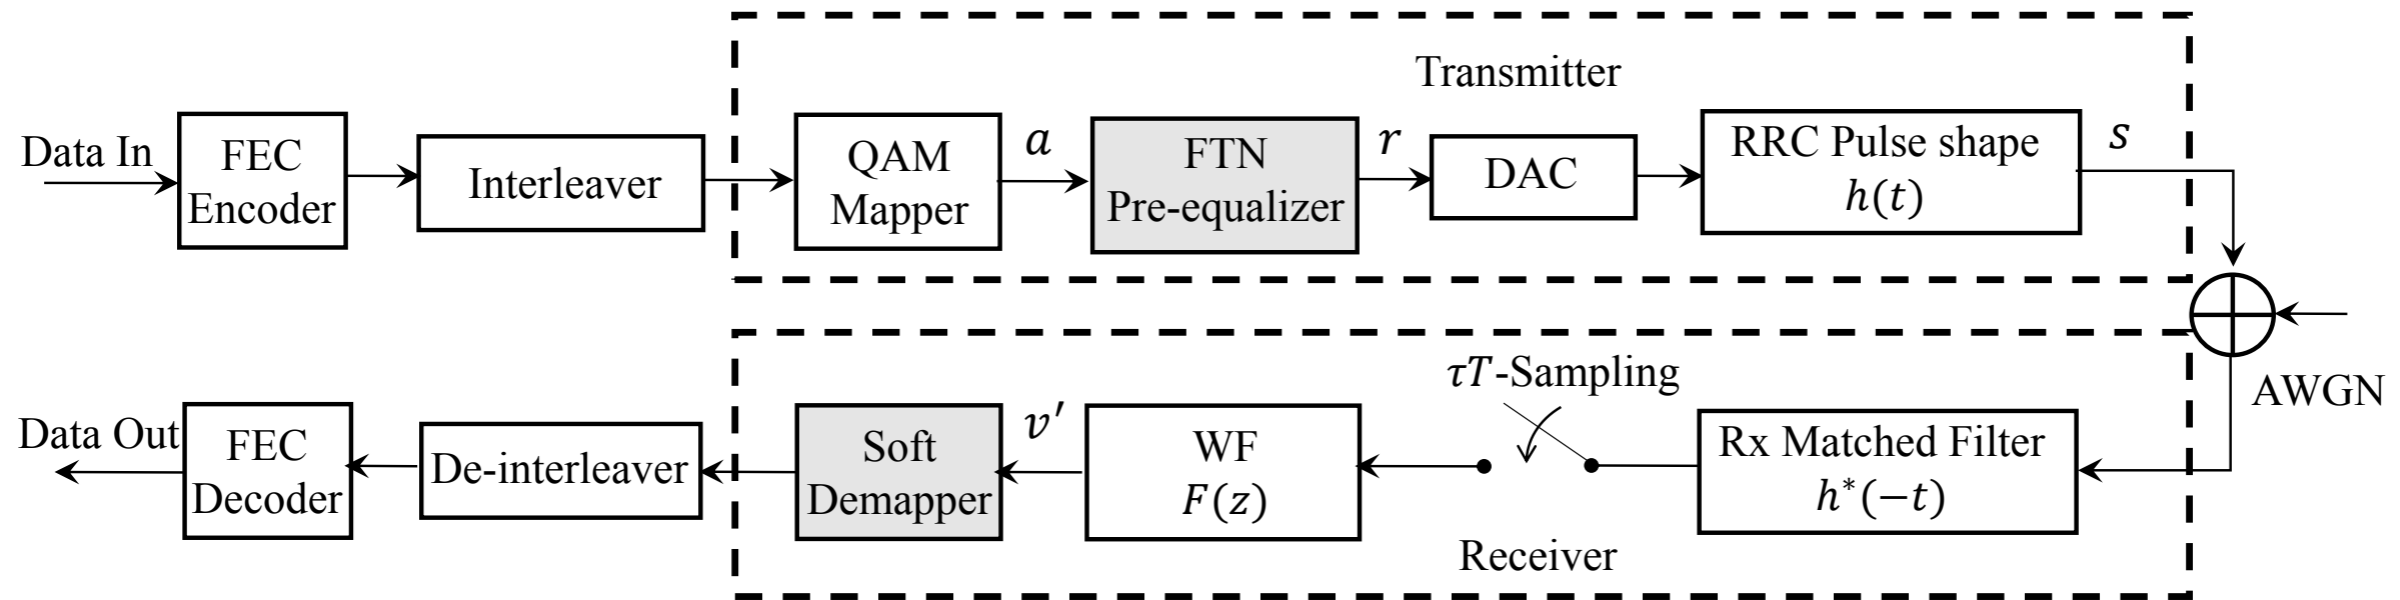 Transmitter
Data In
FEC
Encoder
Interleaver
QAM
Mapper
a
FTN
Pre-equalizer
r
DAC
RRC Pulse shape
h(t)
s
AWGN
Rx Matched Filter
h*(−t)
τT-Sampling
WF
F(z)
v′
Soft
Demapper
De-interleaver
FEC
Decoder
Data Out
Receiver